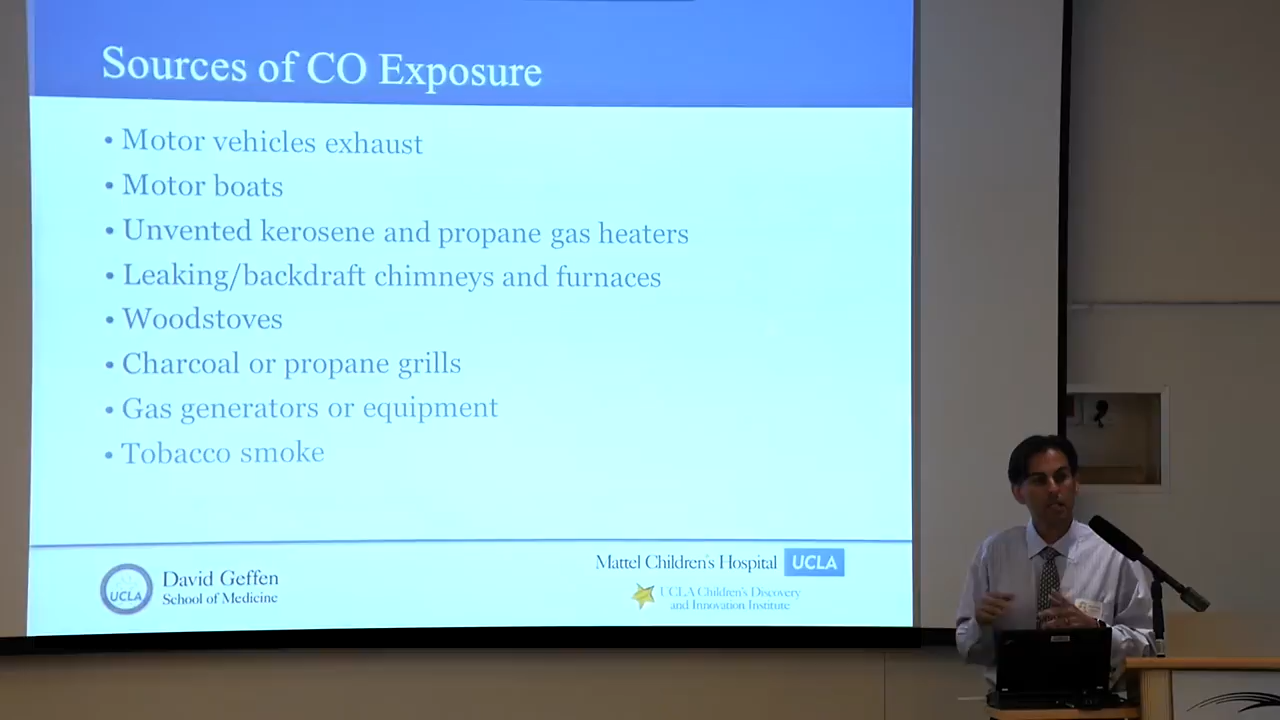 Sources of CO Exposure
• Motor vehicles exhaust
• Motor boats
• Unvented kerosene and propane gas heaters
• Leaking/backdraft chimneys and furnaces
• Woodstoves
• Charcoal or propane grills
• Gas generators or equipment
• Tobacco smoke
UCLA
David Geffen
School of Medicine
Mattel Children's Hospital UCLA
UCLA Children's Discovery
and Innovation Institute